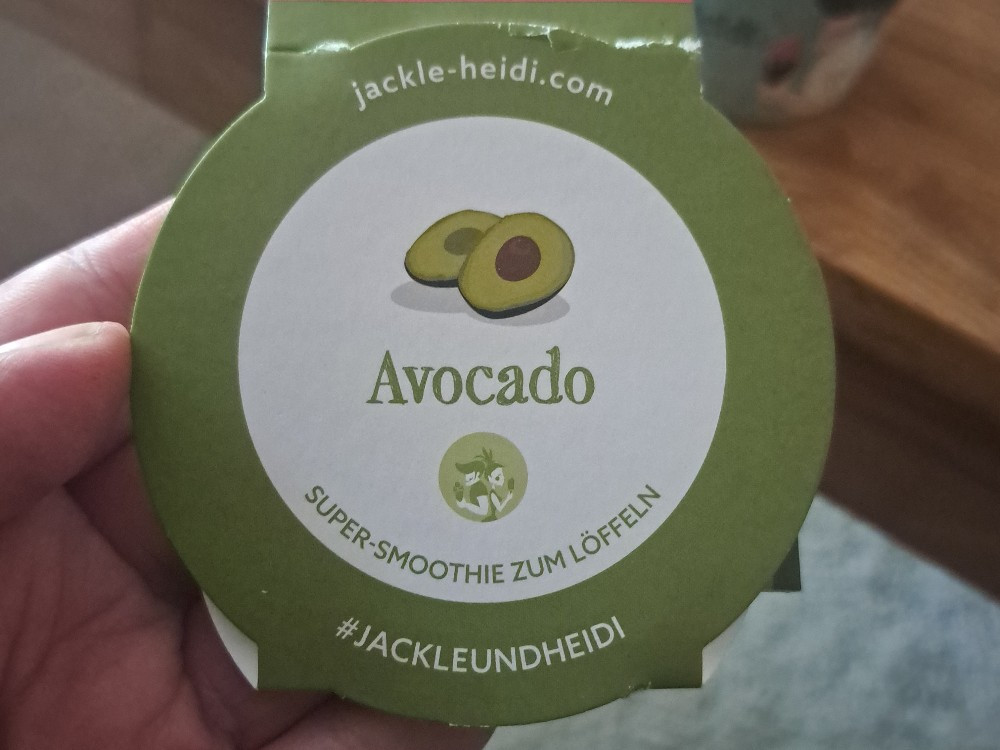 jackle-heidi.com
Avocado
SUPER-SMOOTHIE ZUM LÖFFELN
#JACKLEUNDHEIDI